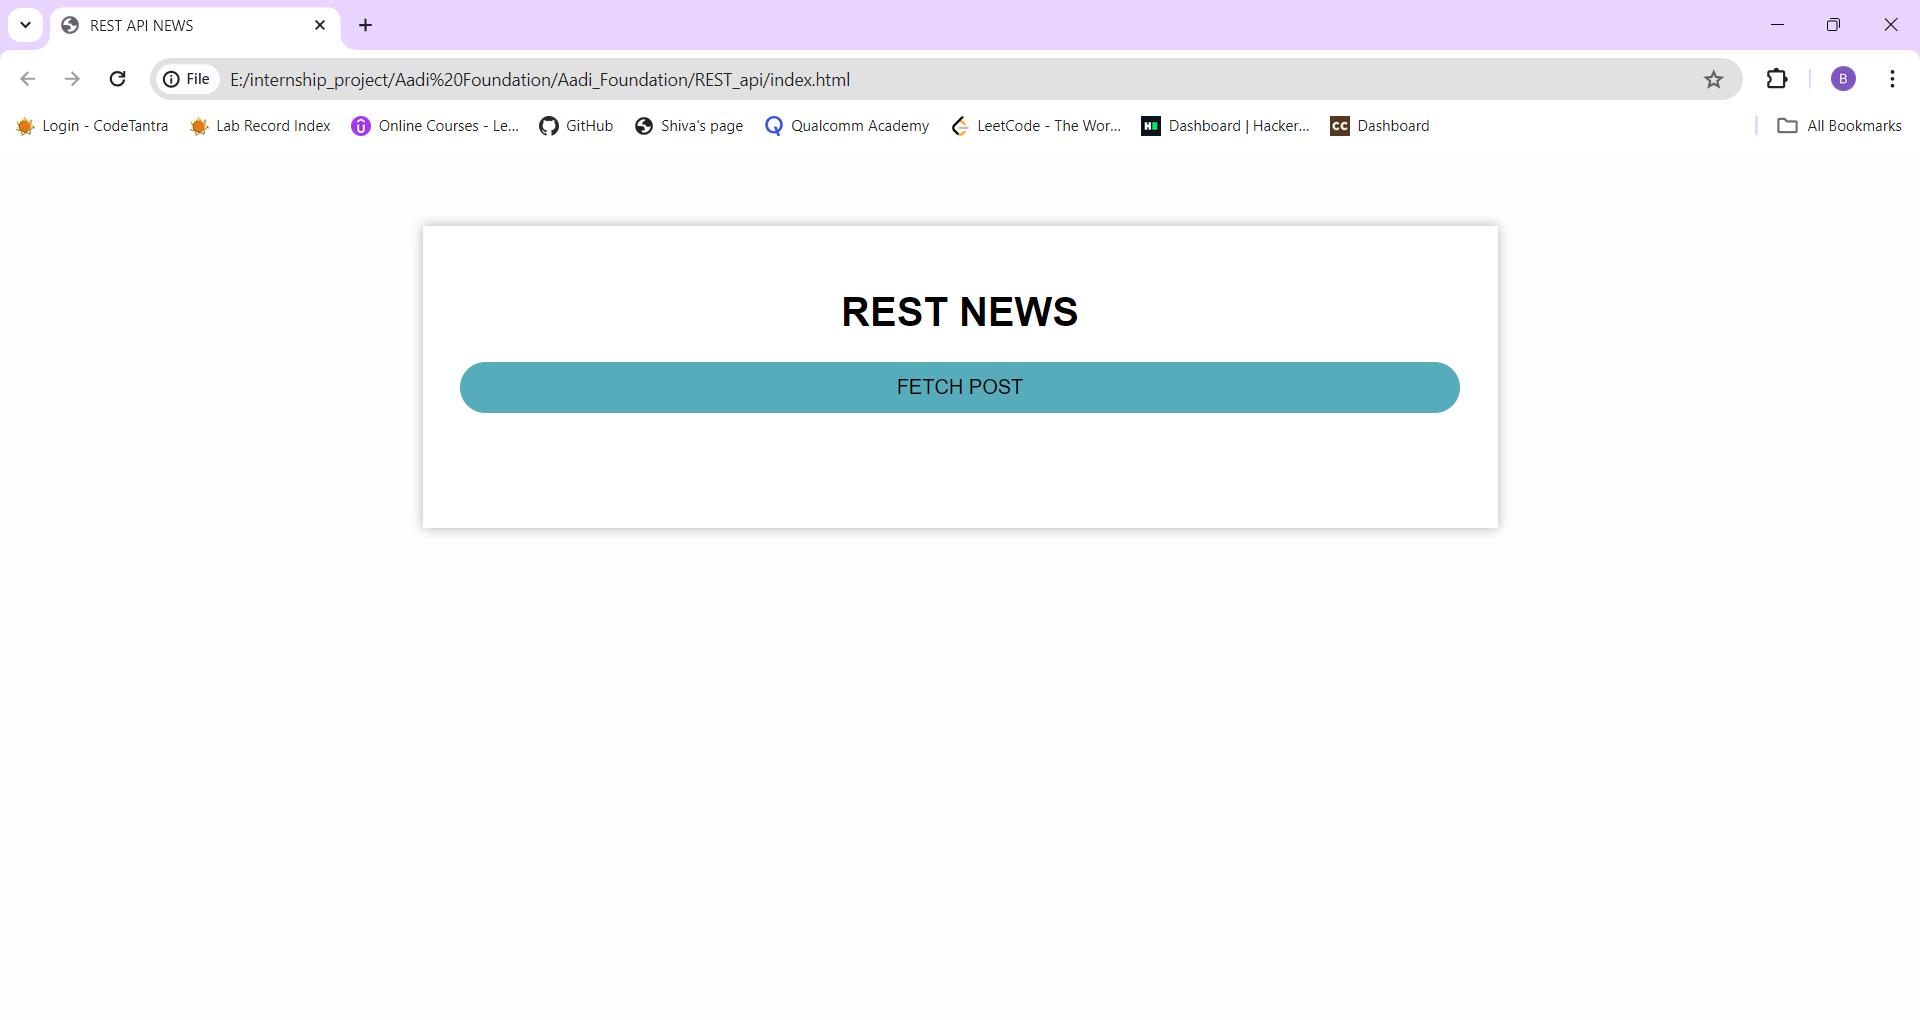 REST API NEWS
File E:/internship_project/Aadi%20Foundation/Aadi_Foundation/REST_api/index.html B
Login - CodeTantra Lab Record Index Online Courses - Le... GitHub Shiva's page Qualcomm Academy LeetCode - The Wor... H Dashboard | Hacker... CC Dashboard All Bookmarks
REST NEWS
FETCH POST